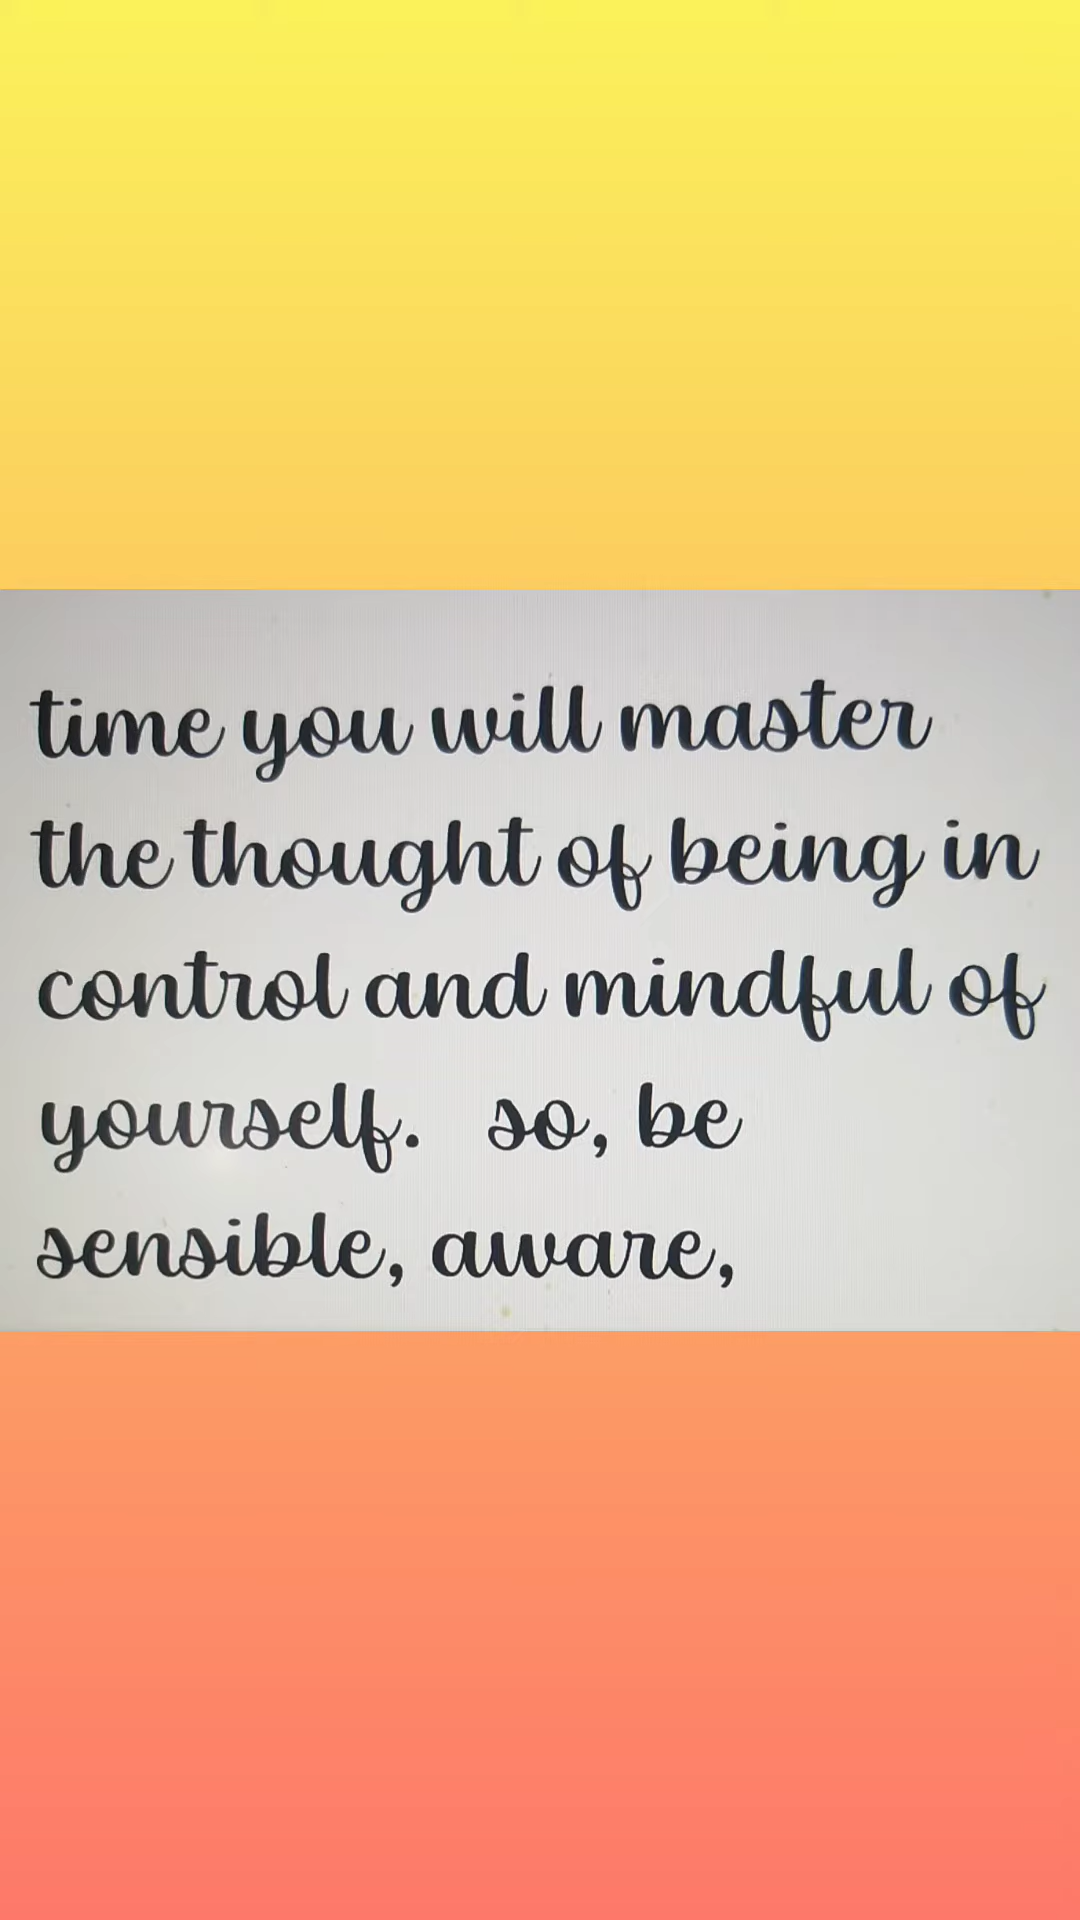 time you will master
the thought of being in
control and mindful of
yourself.   so, be
sensible, aware,